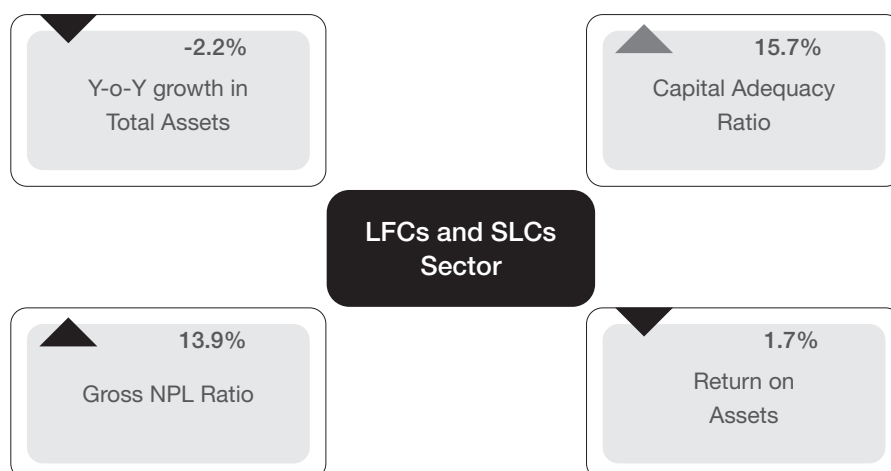 -2.2%
Y-o-Y growth in
Total Assets
15.7%
Capital Adequacy
Ratio
LFCs and SLCs
Sector
13.9%
Gross NPL Ratio
1.7%
Return on
Assets